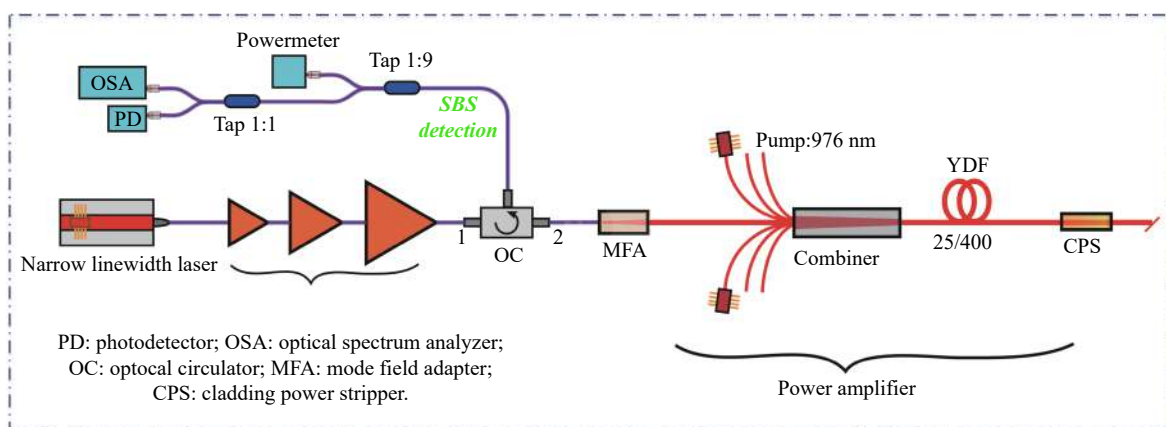 Powermeter
Tap 1:9
OSA
PD
Tap 1:1
SBS
detection
Pump:976 nm
YDF
1
2
OC
MFA
Combiner
25/400
CPS
Narrow linewidth laser
PD: photodetector; OSA: optical spectrum analyzer;
OC: optocal circulator; MFA: mode field adapter;
CPS: cladding power stripper.
Power amplifier